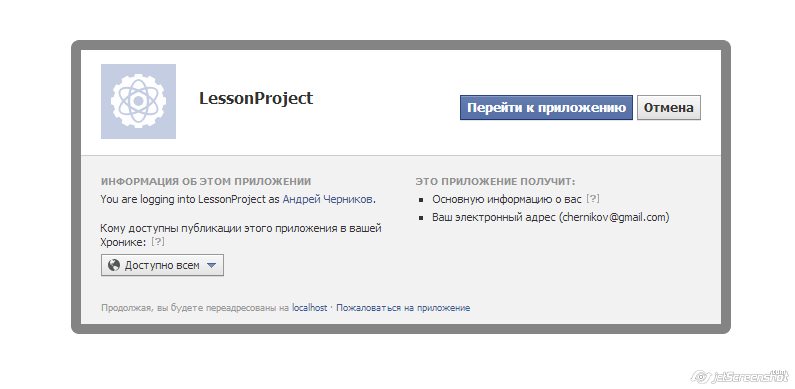 LessonProject
Перейти к приложению
Отмена
ИНФОРМАЦИЯ ОБ ЭТОМ ПРИЛОЖЕНИИ
You are logging into LessonProject as Андрей Черников.
Кому доступны публикации этого приложения в вашей
Хронике: [?]
Доступно всем
ЭТО ПРИЛОЖЕНИЕ ПОЛУЧИТ:
Основную информацию о вас [?]
Ваш электронный адрес (chernikov@gmail.com)
Продолжая, вы будете переадресованы на localhost · Пожаловаться на приложение
jetScreenshot